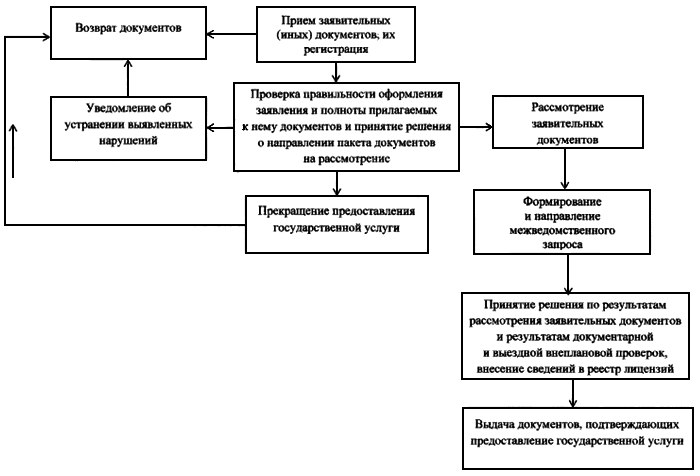 Возврат документов
Прием заявительных
(иных) документов, их
регистрация
Уведомление об
устранении выявленных
нарушений
Проверка правильности оформления
заявления и полноты прилагаемых
к нему документов и принятие решения
о направлении пакета документов
на рассмотрение
Рассмотрение
заявительных
документов
Прекращение предоставления
государственной услуги
Формирование
и направление
межведомственного
запроса
Принятие решения по результатам
рассмотрения заявительных документов
и результатам документарной
и выездной внеплановой проверок,
внесение сведений в реестр лицензий
Выдача документов, подтверждающих
предоставление государственной услуги